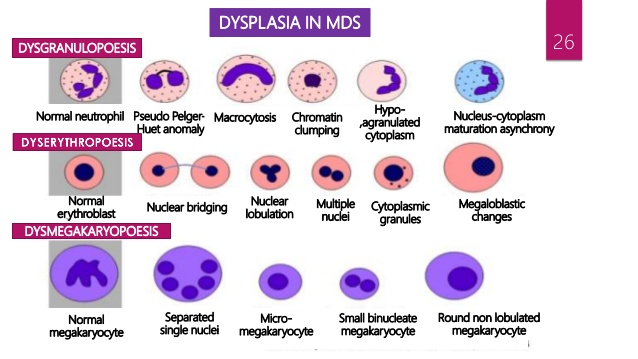 DYSPLASIA IN MDS
26
DYSGRANULOPOESIS
Normal neutrophil
Pseudo Pelger-
Huet anomaly
Macrocytosis
Chromatin
clumping
Hypo-
,agranulated
cytoplasm
Nucleus-cytoplasm
maturation asynchrony
DYSERYTHROPOESIS
Normal
erythroblast
Nuclear bridging
Nuclear
lobulation
Multiple
nuclei
Cytoplasmic
granules
Megaloblastic
changes
DYSMEGAKARYOPOESIS
Normal
megakaryocyte
Separated
single nuclei
Micro-
megakaryocyte
Small binucleate
megakaryocyte
Round non lobulated
megakaryocyte